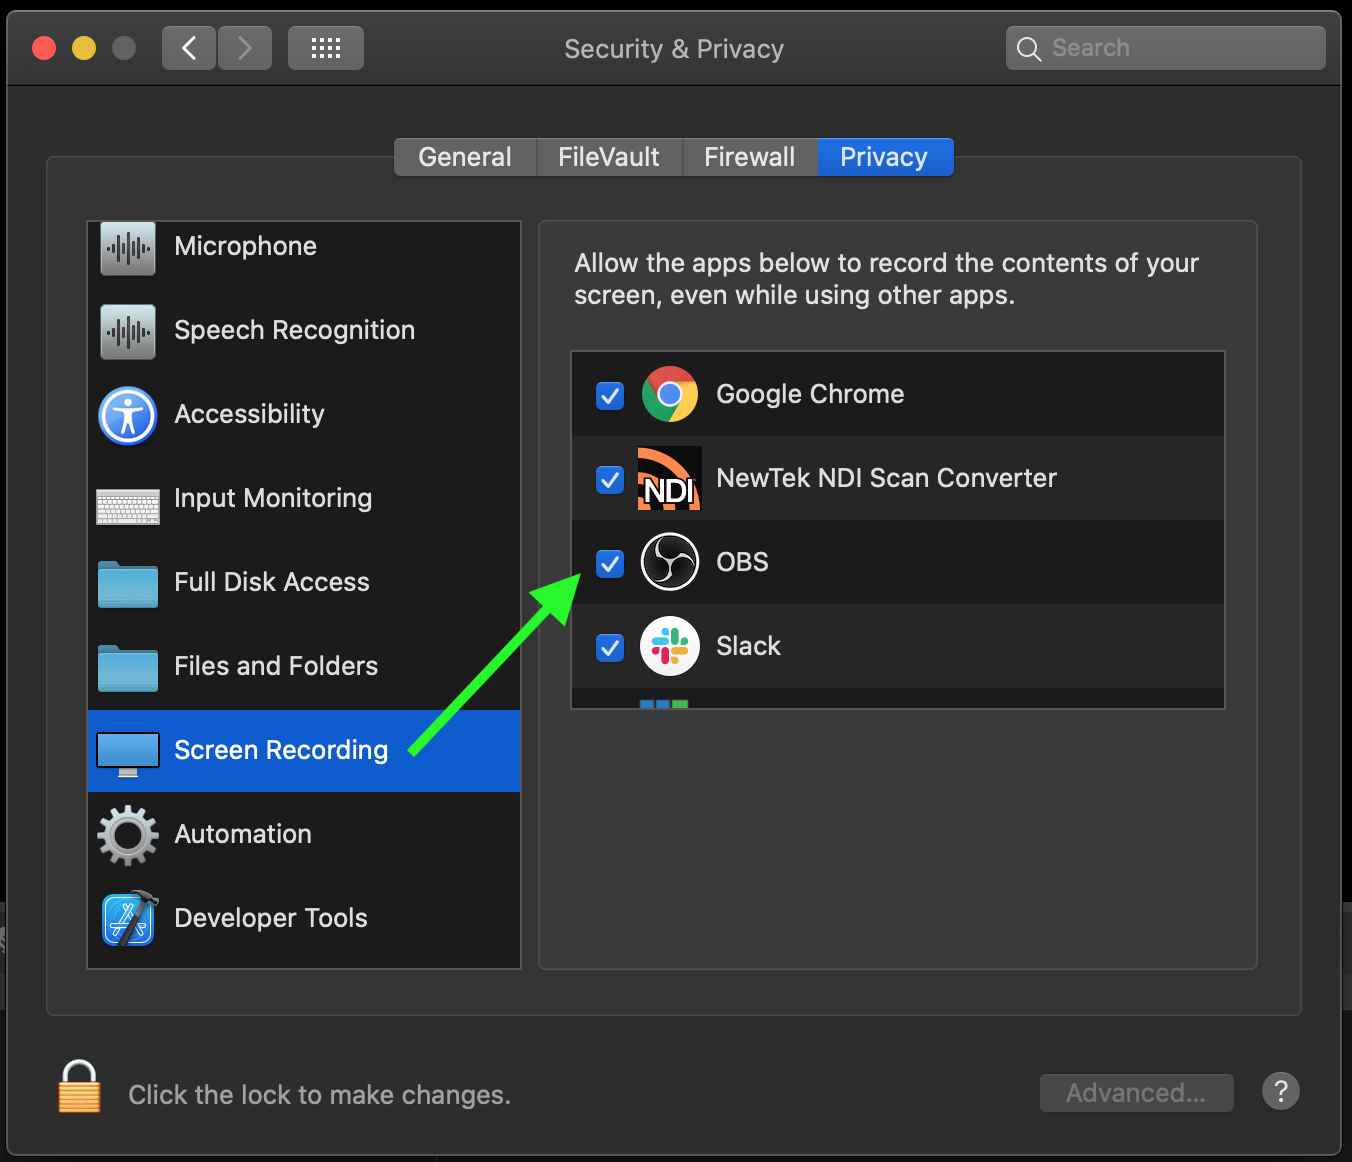 Security & Privacy
Search
General
FileVault
Firewall
Privacy
Microphone
Speech Recognition
Accessibility
Input Monitoring
Full Disk Access
Files and Folders
Screen Recording
Automation
Developer Tools
Allow the apps below to record the contents of your
screen, even while using other apps.
Google Chrome
NDI
NewTek NDI Scan Converter
OBS
Slack
Click the lock to make changes.
Advanced...
?